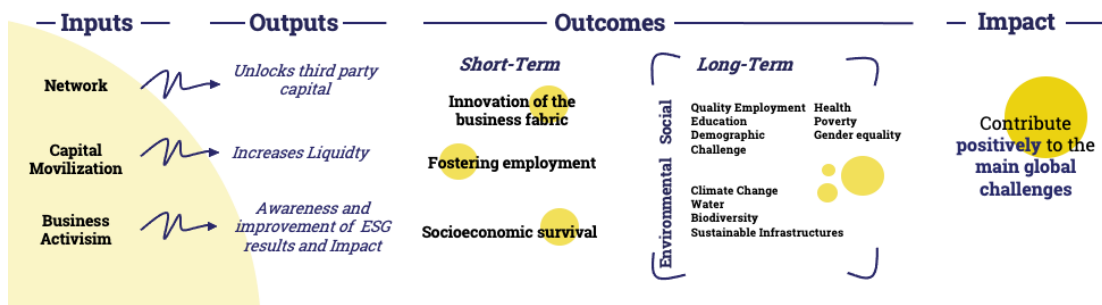 Inputs
Outputs
Outcomes
Impact
Network
Unlocks third party
capital
Capital
Movilization
Increases Liquidty
Business
Activisim
Awareness and
improvement of ESG
results and Impact
Short-Term
Innovation of the
business fabric
Fostering employment
Socioeconomic survival
Long-Term
Social
Quality Employment
Education
Demographic
Challenge
Health
Poverty
Gender equality
Environmental
Climate Change
Water
Biodiversity
Sustainable Infrastructures
Contribute
positively to the
main global
challenges